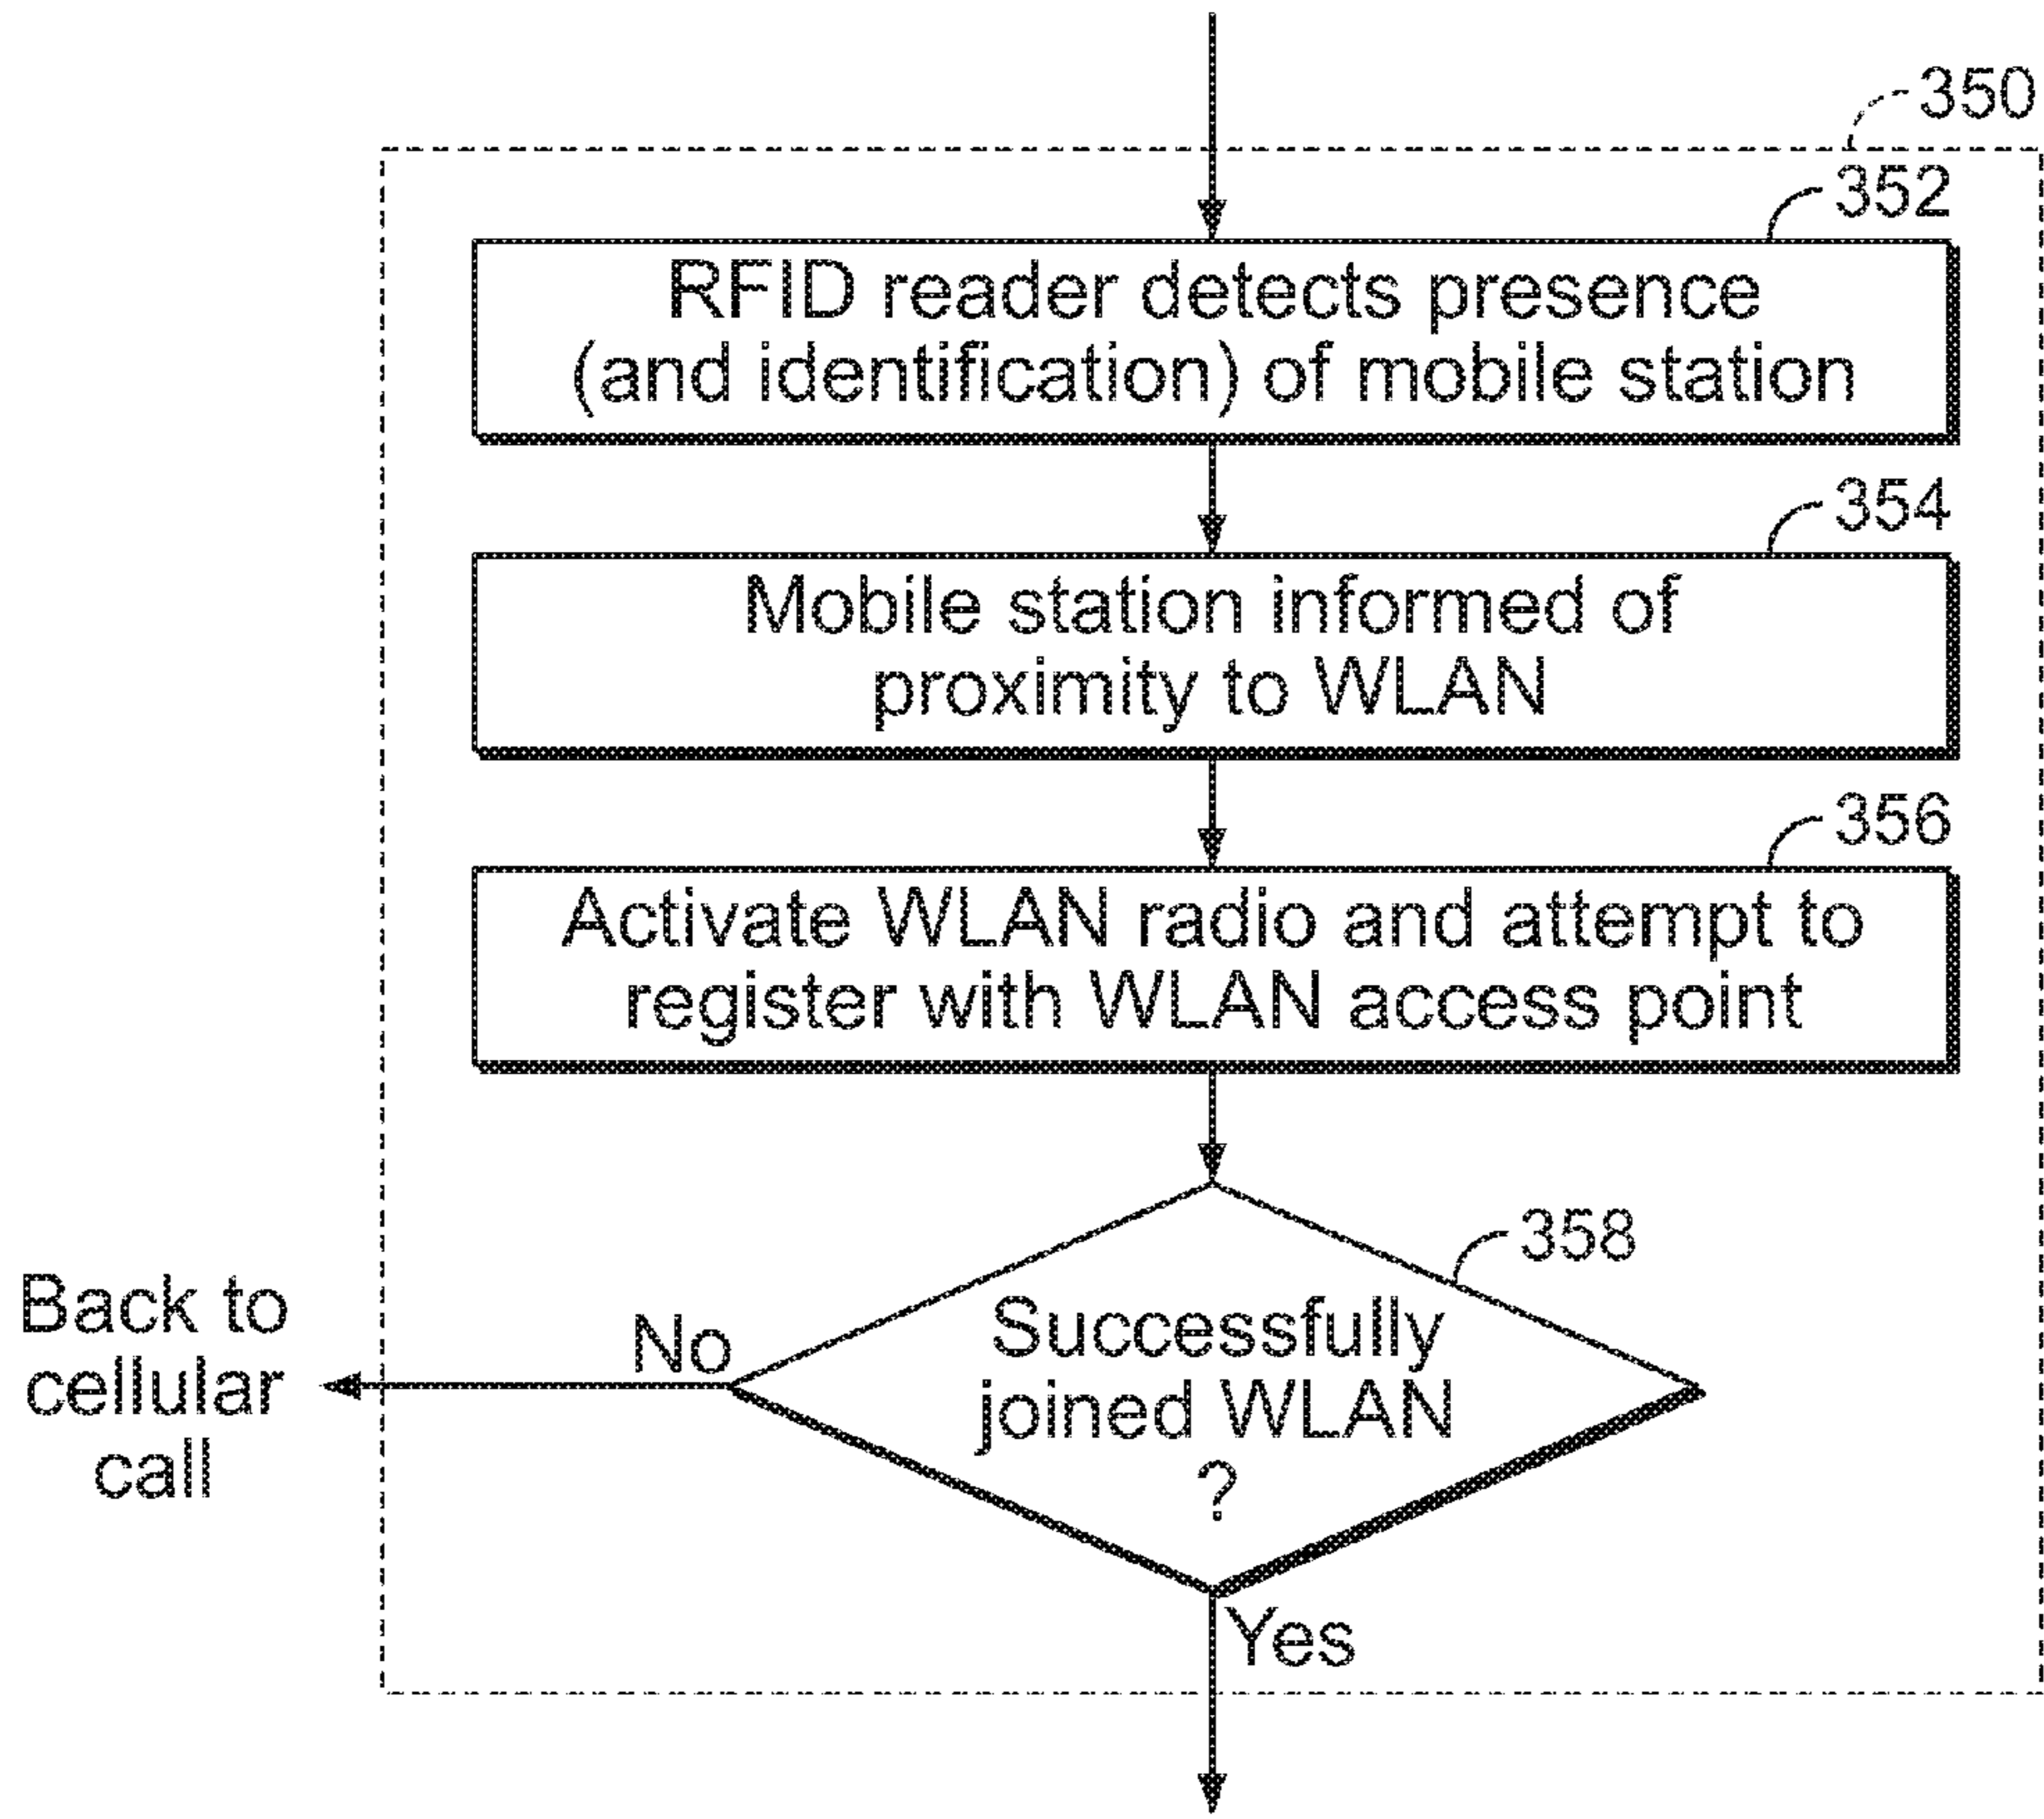 350
352
RFID reader detects presence
(and identification) of mobile station
354
Mobile station informed of
proximity to WLAN
356
Activate WLAN radio and attempt to
register with WLAN access point
358
Successfully
joined WLAN
?
No
Back to
cellular
call
Yes